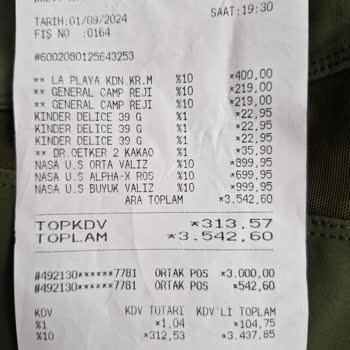 SAAT:19:30
TARİH:01/09/2024
FİŞ NO :0164
#6002080125643253
** LA PLAYA KDN.KR.M %10 *400,00
** GENERAL CAMP REJİ %10 *219,00
** GENERAL CAMP REJİ %10 *219,00
KINDER DELICE 39 G %1 *22,95
KINDER DELICE 39 G %1 *22,95
KINDER DELICE 39 G %1 *22,95
** DR.OETKER 2 KAKAO %1 *35,90
NASA U.S ORTA VALIZ %10 *899,95
NASA U.S ALPHA-X ROS %10 *699,95
NASA U.S BUYUK VALIZ %10 *999,95
ARA TOPLAM *3.542,60
TOPKDV *313,57
TOPLAM *3.542,60
#492130******7781 ORTAK POS *3.000,00
#492130******7781 ORTAK POS *542,60
KDV KDV TUTARI KDV'Lİ TOPLAM
%1 *1,04 *104,75
%10 *312,53 *3.437,85